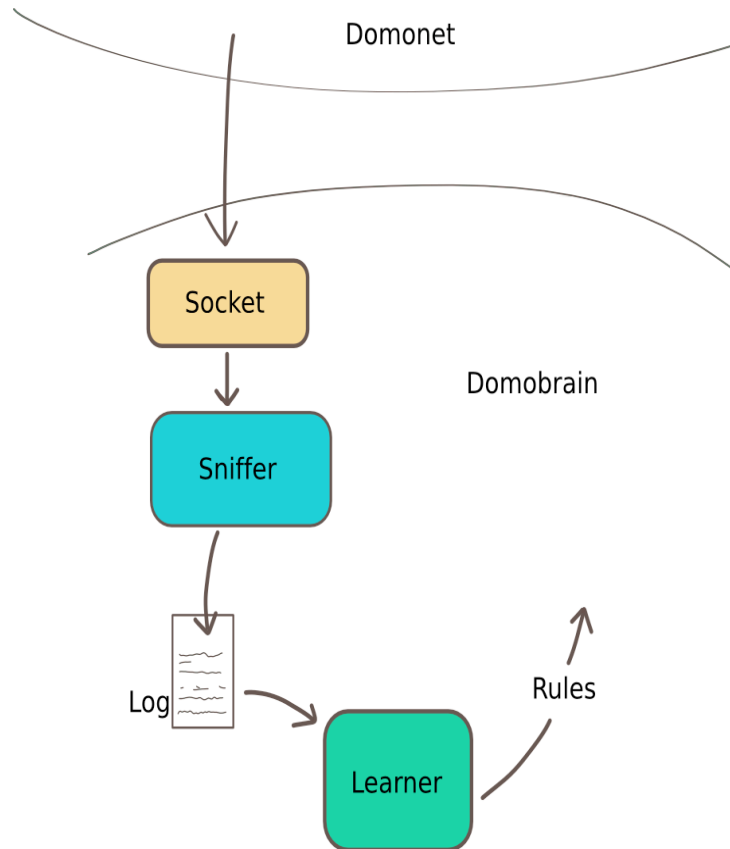 Domonet
Socket
Domobrain
Sniffer
Log
Rules
Learner